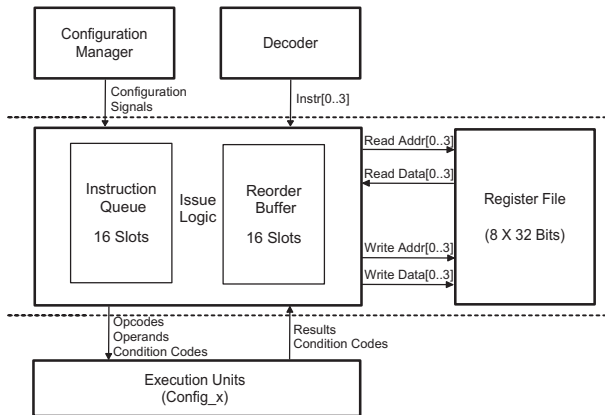 Configuration
Manager
Decoder
Configuration
Signals
Instr[0..3]
Instruction
Queue
16 Slots
Issue
Logic
Reorder
Buffer
16 Slots
Read Addr[0..3]
Read Data[0..3]
Write Addr[0..3]
Write Data[0..3]
Register File
(8 X 32 Bits)
Opcodes
Operands
Condition Codes
Results
Condition Codes
Execution Units
(Config_x)